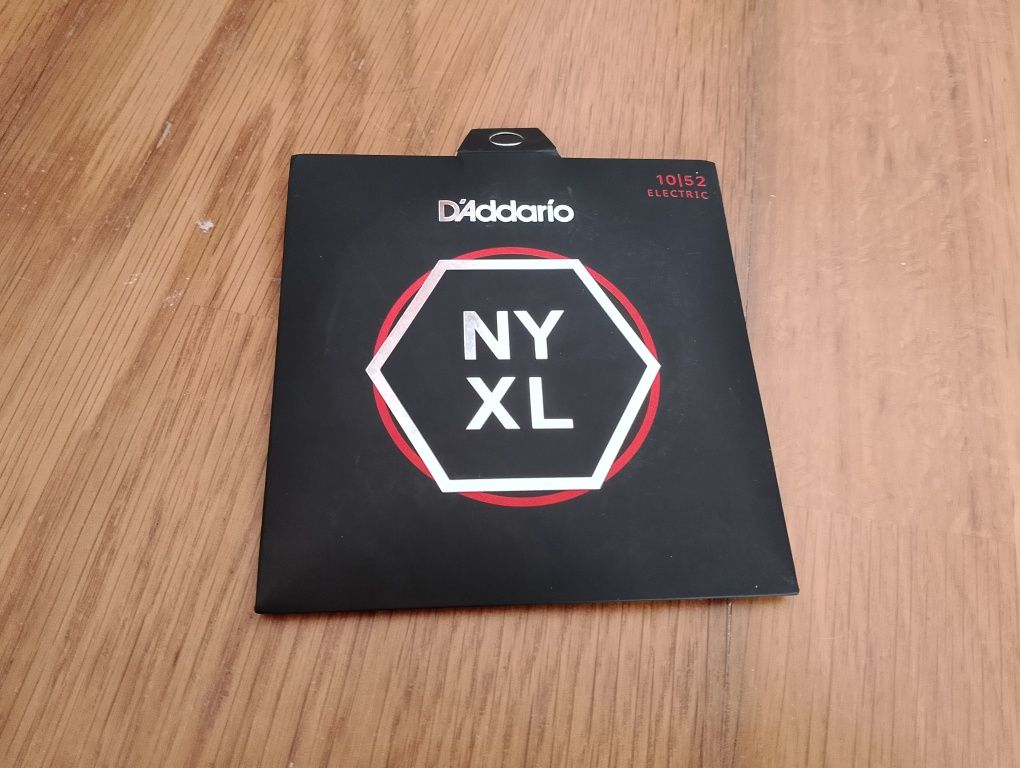 10|52
ELECTRIC
D'Addario
NY
XL